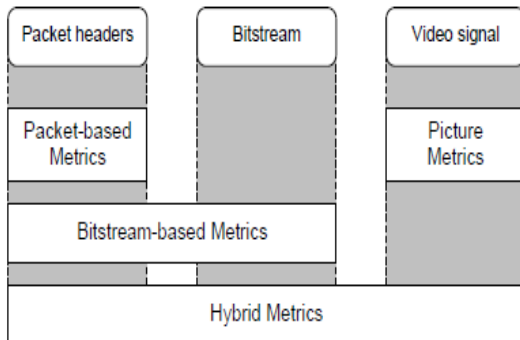 Packet headers
Bitstream
Video signal
Packet-based
Metrics
Picture
Metrics
Bitstream-based Metrics
Hybrid Metrics